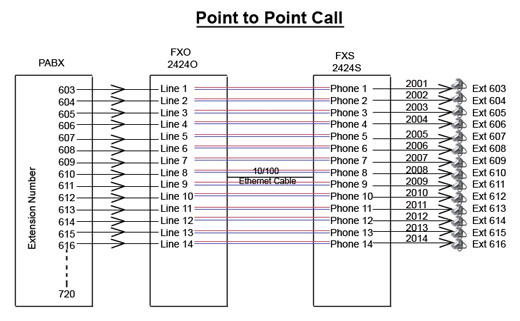 Point to Point Call
PABX
FXO
2424O
FXS
2424S
Extension Number
603 Line 1 Phone 1 2001 Ext 603
604 Line 2 Phone 2 2002 Ext 604
605 Line 3 Phone 3 2003 Ext 605
606 Line 4 Phone 4 2004 Ext 606
607 Line 5 Phone 5 2005 Ext 607
608 Line 6 Phone 6 2006 Ext 608
609 Line 7 Phone 7 2007 Ext 609
610 Line 8 10/100 Phone 8 2008 Ext 610
611 Line 9 Ethernet Cable Phone 9 2009 Ext 611
612 Line 10 Phone 10 2010 Ext 612
613 Line 11 Phone 11 2011 Ext 613
614 Line 12 Phone 12 2012 Ext 614
615 Line 13 Phone 13 2013 Ext 615
616 Line 14 Phone 14 2014 Ext 616
720